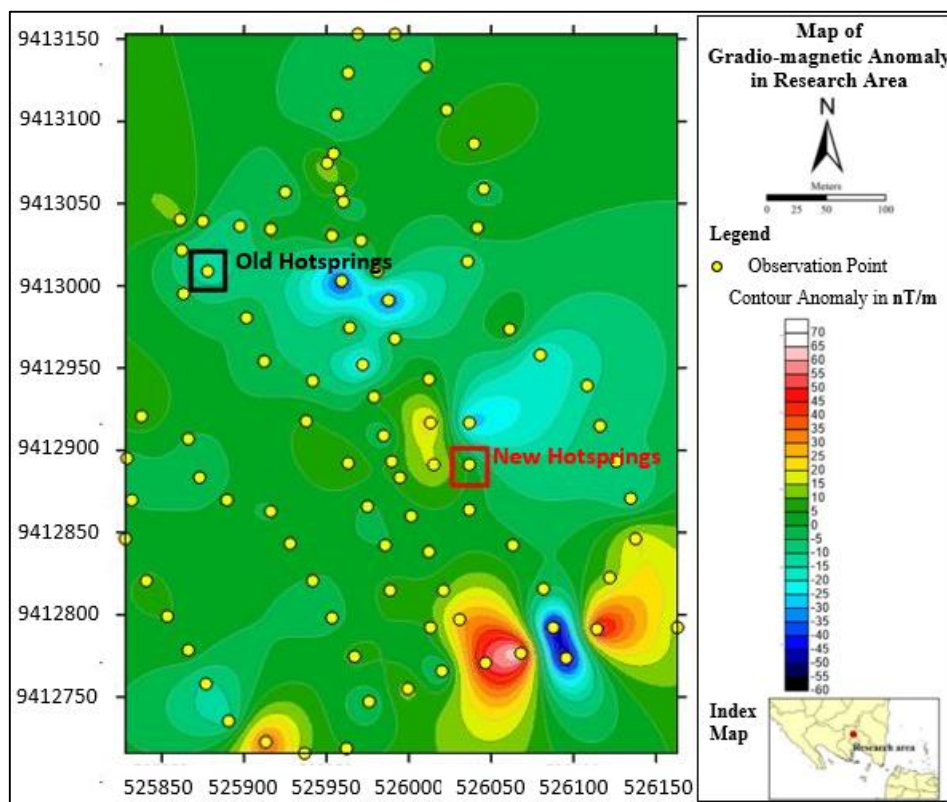 9413150
9413100
9413050
9413000
9412950
9412900
9412850
9412800
9412750
525850 525900 525950 526000 526050 526100 526150
Old Hotsprings
New Hotsprings
Map of
Gradio-magnetic Anomaly
in Research Area
N
Meters
0 25 50 100
Legend
Observation Point
Contour Anomaly in nT/m
70
65
60
55
50
45
40
35
30
25
20
15
10
5
0
-5
-10
-15
-20
-25
-30
-35
-40
-45
-50
-55
-60
Index
Map
Research area